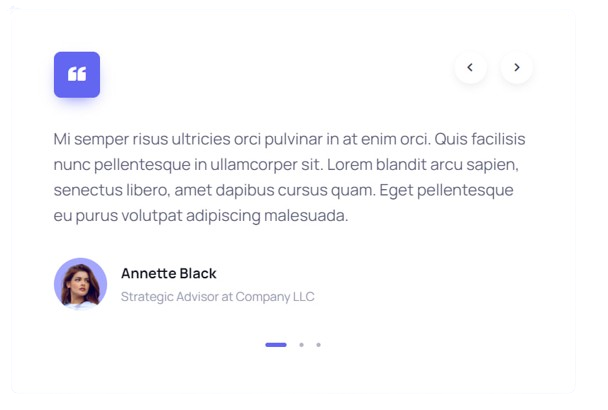 Mi semper risus ultricies orci pulvinar in at enim orci. Quis facilisis
nunc pellentesque in ullamcorper sit. Lorem blandit arcu sapien,
senectus libero, amet dapibus cursus quam. Eget pellentesque
eu purus volutpat adipiscing malesuada.
Annette Black
Strategic Advisor at Company LLC